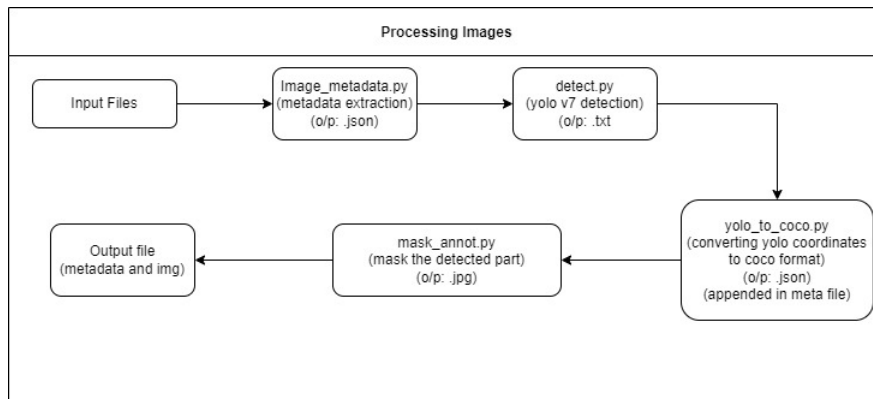 Processing Images
Input Files
Image_metadata.py
(metadata extraction)
(o/p: .json)
detect.py
(yolo v7 detection)
(o/p: .txt
yolo_to_coco.py
(converting yolo coordinates
to coco format)
(o/p: .json)
(appended in meta file)
mask_annot.py
(mask the detected part)
(o/p: .jpg)
Output file
(metadata and img)